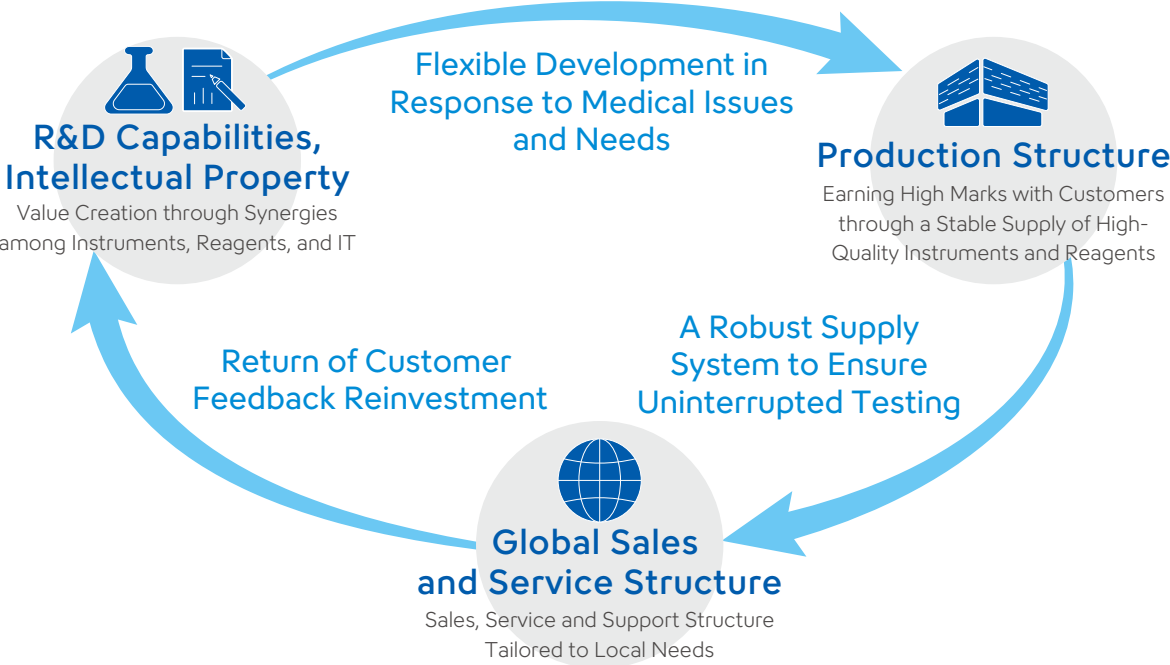 Flexible Development in
Response to Medical Issues
and Needs
R&D Capabilities,
Intellectual Property
Value Creation through Synergies
among Instruments, Reagents, and IT
Production Structure
Earning High Marks with Customers
through a Stable Supply of High-
Quality Instruments and Reagents
Return of Customer
Feedback Reinvestment
A Robust Supply
System to Ensure
Uninterrupted Testing
Global Sales
and Service Structure
Sales, Service and Support Structure
Tailored to Local Needs